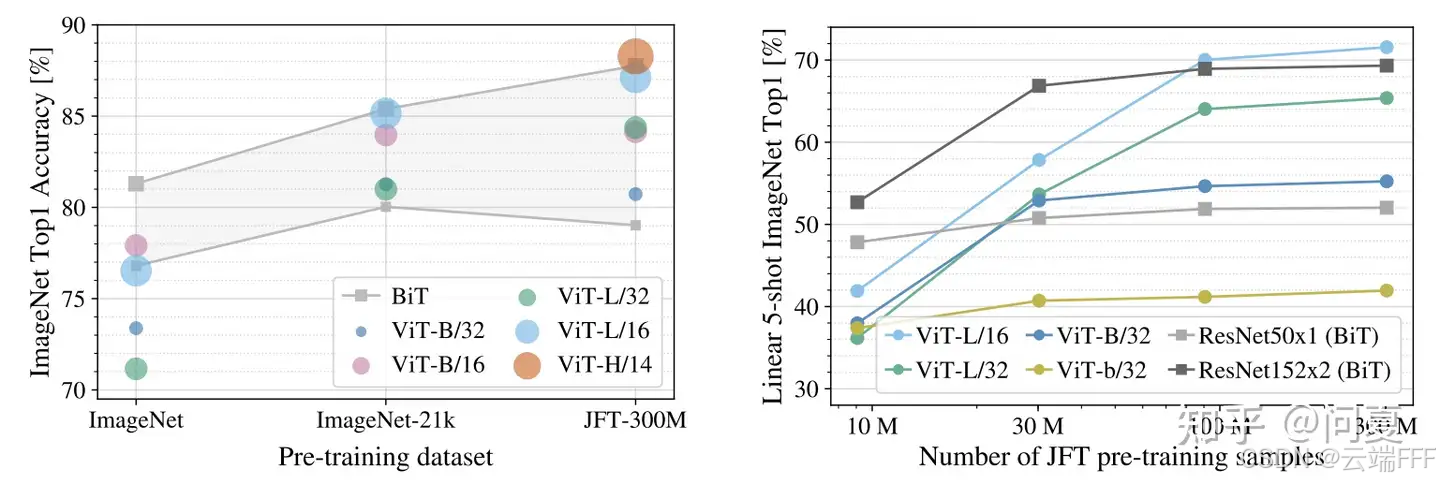 90
85
80
75
70
ImageNet Top1 Accuracy [%]
BiT
ViT-B/32
ViT-B/16
ViT-L/32
ViT-L/16
ViT-H/14
ImageNet
ImageNet-21k
JFT-300M
Pre-training dataset
70
60
50
40
30
Linear 5-shot ImageNet Top1 [%]
ViT-L/16
ViT-L/32
ViT-B/32
ViT-b/32
ResNet50x1 (BiT)
ResNet152x2 (BiT)
10 M
30 M
100 M
300 M
Number of JFT pre-training samples
知乎 @问夏
CSDN @云端FFF